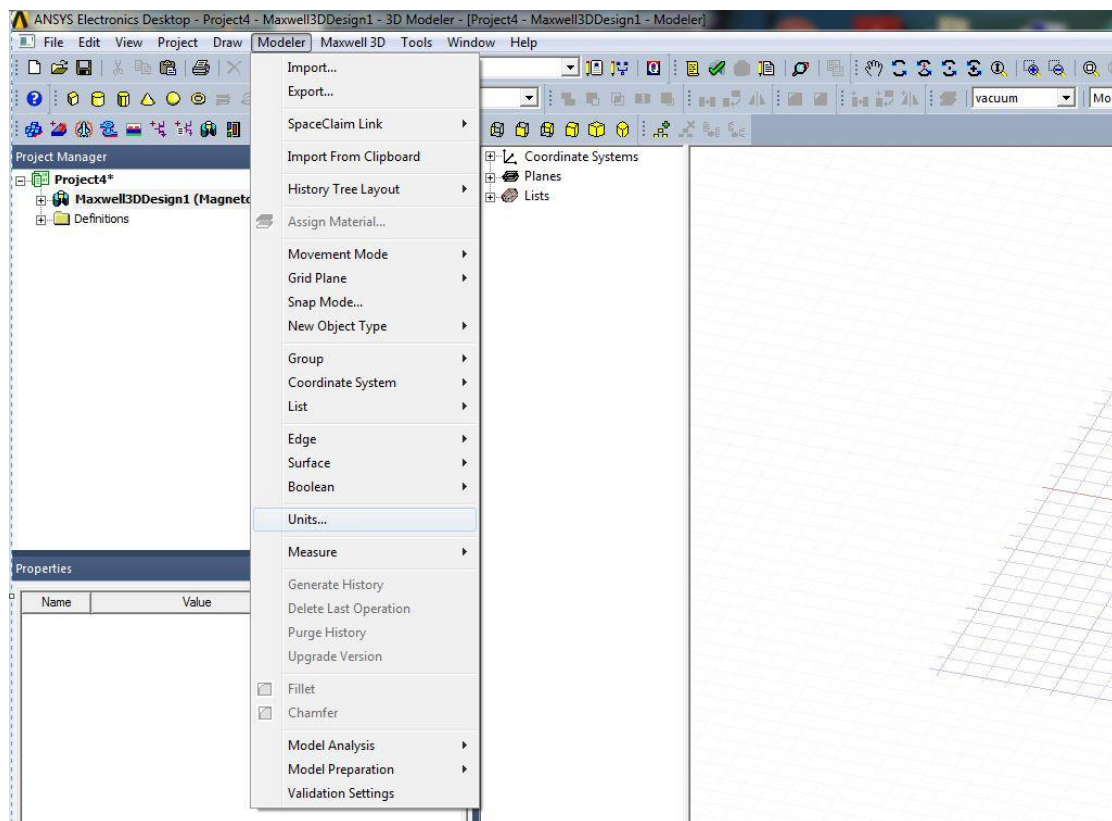 ANSYS Electronics Desktop - Project4 - Maxwell3DDesign1 - 3D Modeler - [Project4 - Maxwell3DDesign1 - Modeler]
File Edit View Project Draw Modeler Maxwell 3D Tools Window Help
vacuum Mo
Project Manager
Project4*
Maxwell3DDesign1 (Magneto
Definitions
Properties
Name Value
Import...
Export...
SpaceClaim Link
Import From Clipboard
History Tree Layout
Assign Material...
Movement Mode
Grid Plane
Snap Mode...
New Object Type
Group
Coordinate System
List
Edge
Surface
Boolean
Units...
Measure
Generate History
Delete Last Operation
Purge History
Upgrade Version
Fillet
Chamfer
Model Analysis
Model Preparation
Validation Settings
Coordinate Systems
Planes
Lists